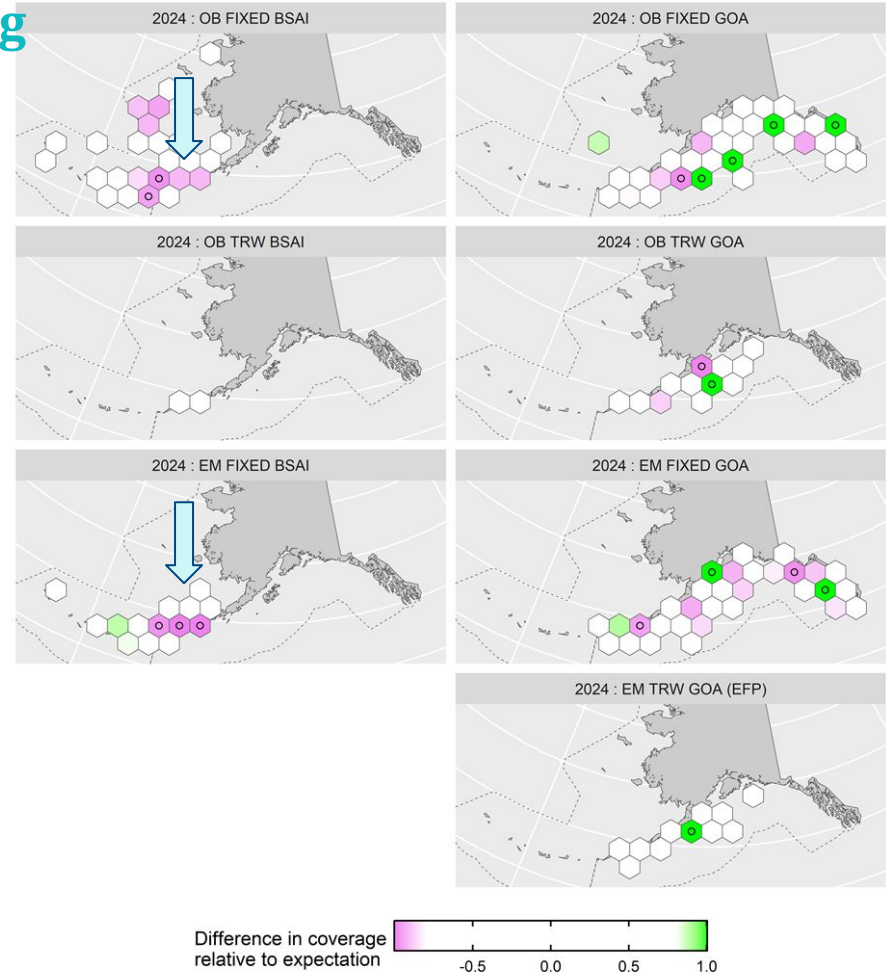 g
2024 : OB FIXED BSAI
2024 : OB FIXED GOA
2024 : OB TRW BSAI
2024 : OB TRW GOA
2024 : EM FIXED BSAI
2024 : EM FIXED GOA
2024 : EM TRW GOA (EFP)
Difference in coverage
relative to expectation
-0.5 0.0 0.5 1.0